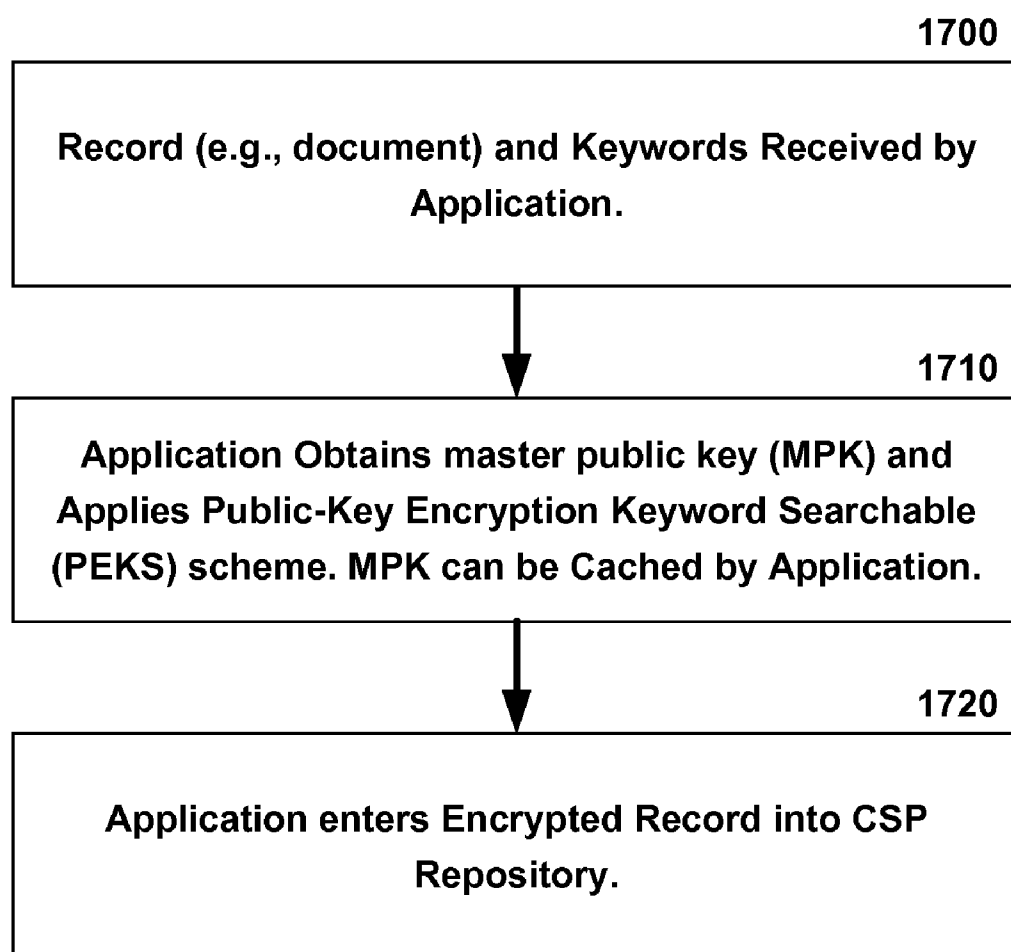 1700
Record (e.g., document) and Keywords Received by
Application.
1710
Application Obtains master public key (MPK) and
Applies Public-Key Encryption Keyword Searchable
(PEKS) scheme. MPK can be Cached by Application.
1720
Application enters Encrypted Record into CSP
Repository.